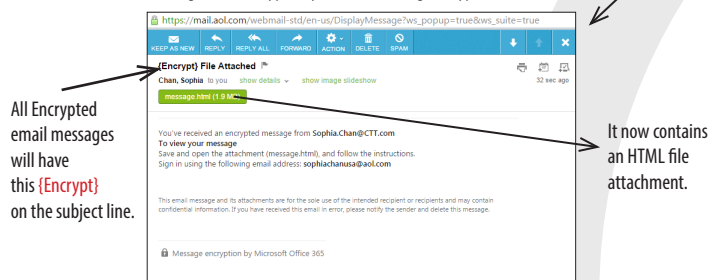 https://mail.aol.com/webmail-std/en-us/DisplayMessage?ws_popup=true&ws_suite=true
KEEP AS NEW REPLY REPLY ALL FORWARD ACTION DELETE SPAM
{Encrypt} File Attached
Chan, Sophia to you show details show image slideshow
32 sec ago
message.html (1.9 M
You've received an encrypted message from Sophia.Chan@CTT.com
To view your message
Save and open the attachment (message.html), and follow the instructions.
Sign in using the following email address: sophiachanusa@aol.com
This email message and its attachments are for the sole use of the intended recipient or recipients and may contain
confidential information. If you have received this email in error, please notify the sender and delete this message.
Message encryption by Microsoft Office 365
All Encrypted
email messages
will have
this {Encrypt}
on the subject line.
It now contains
an HTML file
attachment.